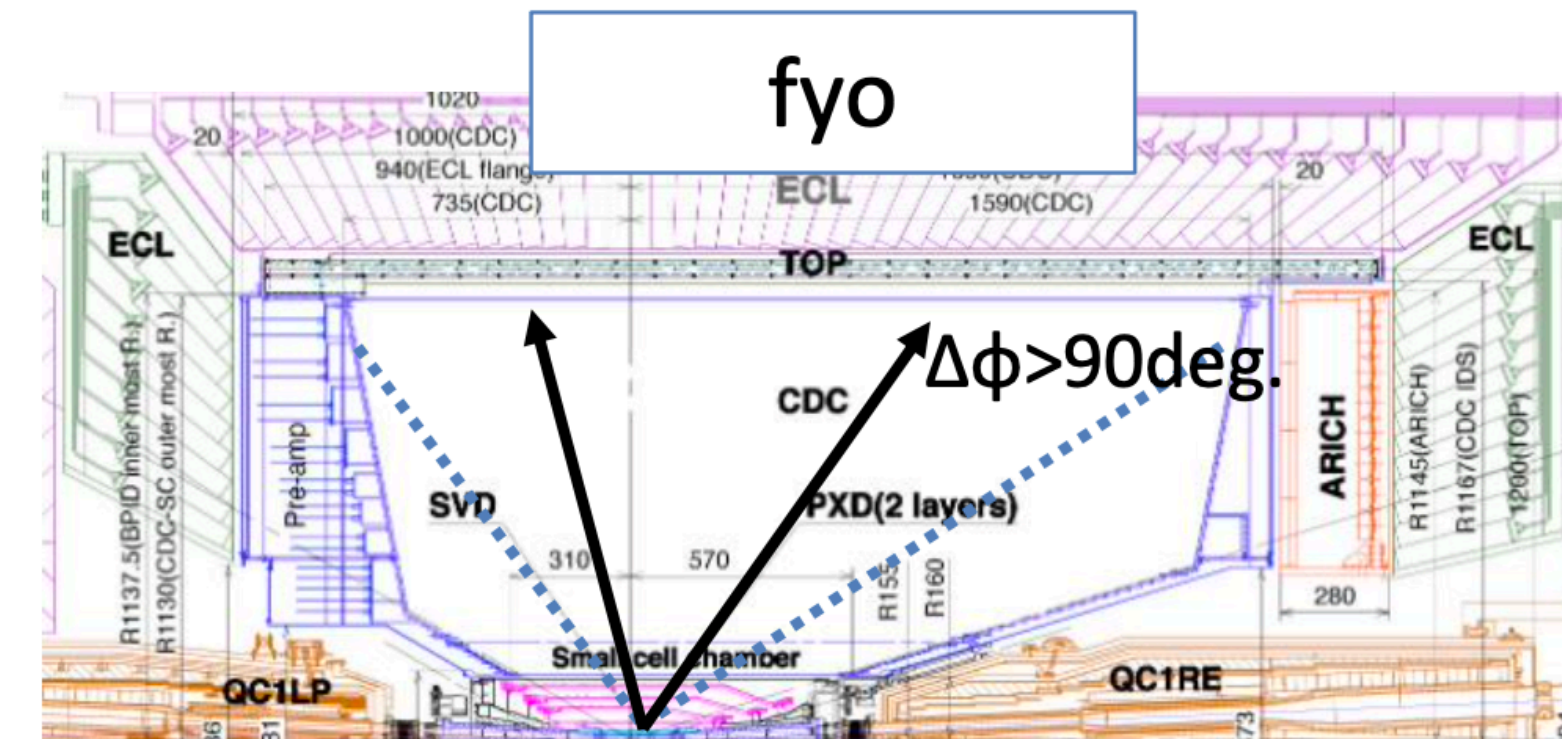 fyo
1020
20
1000(CDC)
940(ECL flange)
20
735(CDC)
ECL
1590(CDC)
ECL
ECL
TOP
Δφ>90deg.
CDC
Pre-amp
SVD
PXD(2 layers)
ARICH
R1137.5(BPID inner most R.)
R1130(CDC-SC outer most R.)
R1145(ARICH)
R1167(CDC IDS)
1200(TOP)
310
570
R155
R160
280
Small cell chamber
QC1LP
QC1RE